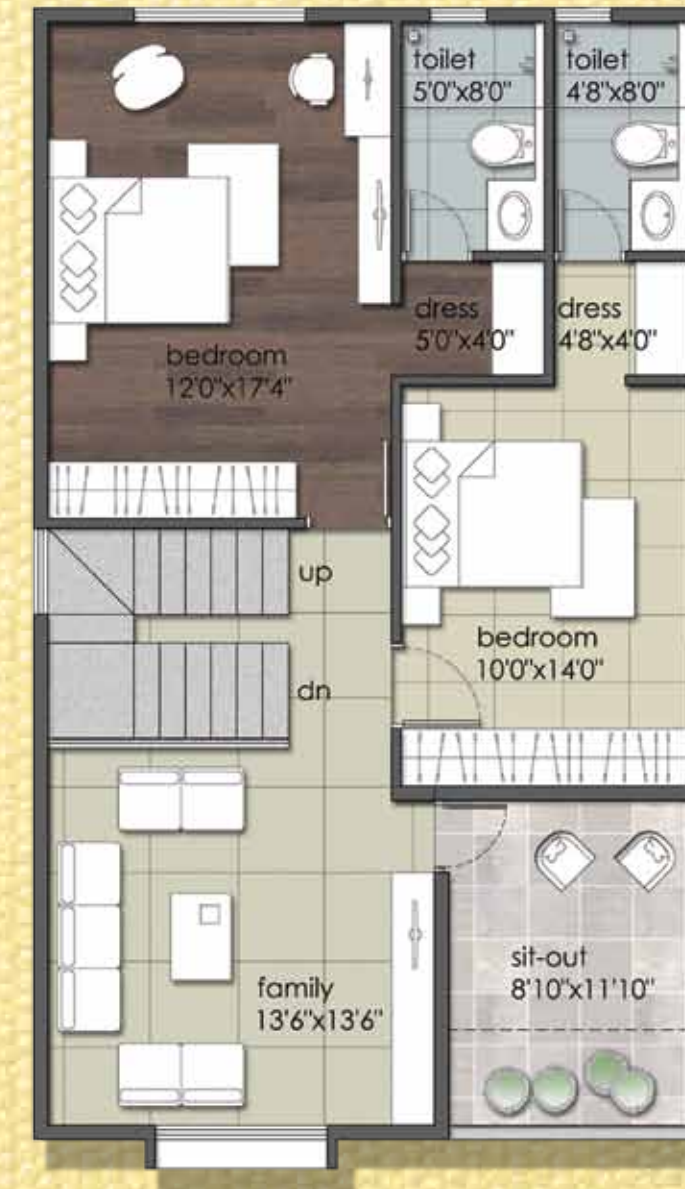 toilet
5'0"x8'0"
toilet
4'8"x8'0"
dress
5'0"x4'0"
dress
4'8"x4'0"
bedroom
12'0"x17'4"
up
dn
bedroom
10'0"x14'0"
family
13'6"x13'6"
sit-out
8'10"x11'10"